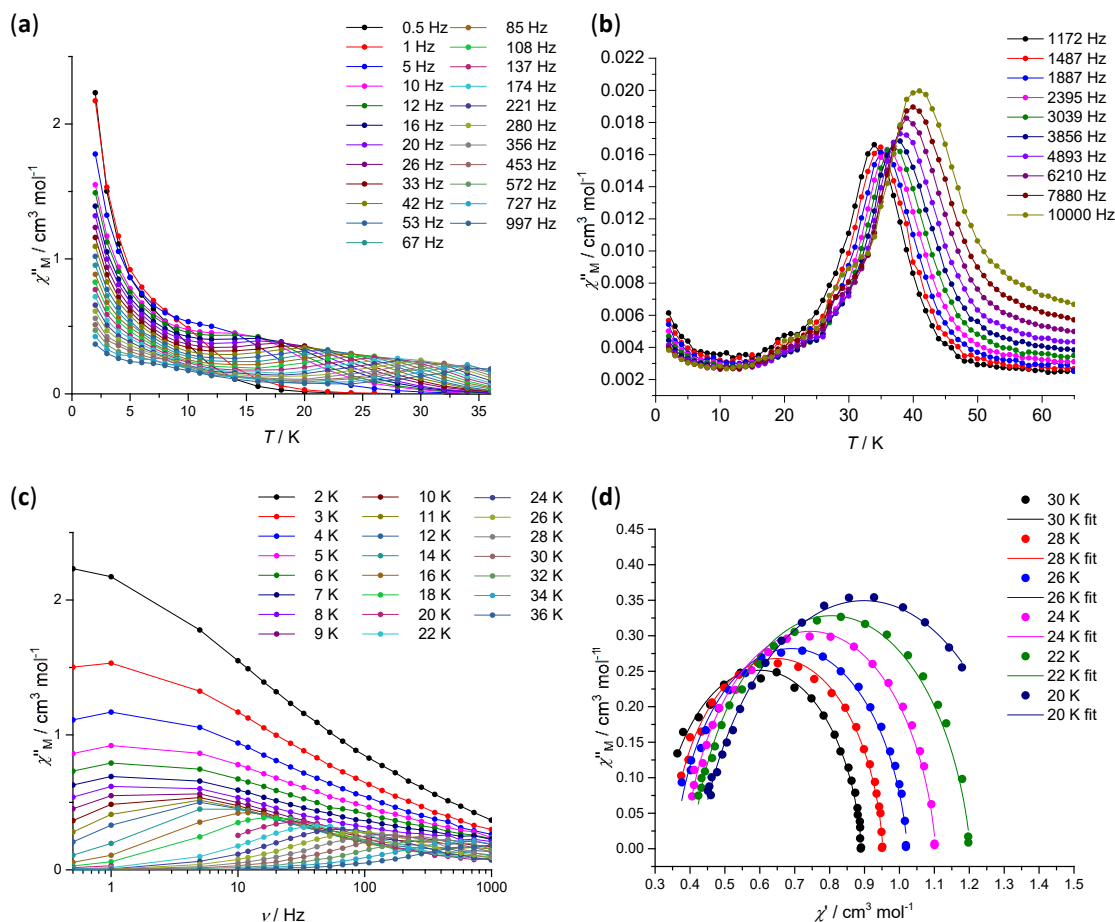 (a)
0.5 Hz
1 Hz
5 Hz
10 Hz
12 Hz
16 Hz
20 Hz
26 Hz
33 Hz
42 Hz
53 Hz
67 Hz
85 Hz
108 Hz
137 Hz
174 Hz
221 Hz
280 Hz
356 Hz
453 Hz
572 Hz
727 Hz
997 Hz
2
1
0
χ''M / cm³ mol⁻¹
0 5 10 15 20 25 30 35
T / K
(b)
1172 Hz
1487 Hz
1887 Hz
2395 Hz
3039 Hz
3856 Hz
4893 Hz
6210 Hz
7880 Hz
10000 Hz
0.022
0.020
0.018
0.016
0.014
0.012
0.010
0.008
0.006
0.004
0.002
χ''M / cm³ mol⁻¹
0 10 20 30 40 50 60
T / K
(c)
2 K
3 K
4 K
5 K
6 K
7 K
8 K
9 K
10 K
11 K
12 K
14 K
16 K
18 K
20 K
22 K
24 K
26 K
28 K
30 K
32 K
34 K
36 K
2
1
0
χ''M / cm³ mol⁻¹
1 10 100 1000
ν / Hz
(d)
30 K
30 K fit
28 K
28 K fit
26 K
26 K fit
24 K
24 K fit
22 K
22 K fit
20 K
20 K fit
0.45
0.40
0.35
0.30
0.25
0.20
0.15
0.10
0.05
0.00
χ''M / cm³ mol⁻¹l
0.3 0.4 0.5 0.6 0.7 0.8 0.9 1.0 1.1 1.2 1.3 1.4 1.5
χ' / cm³ mol⁻¹